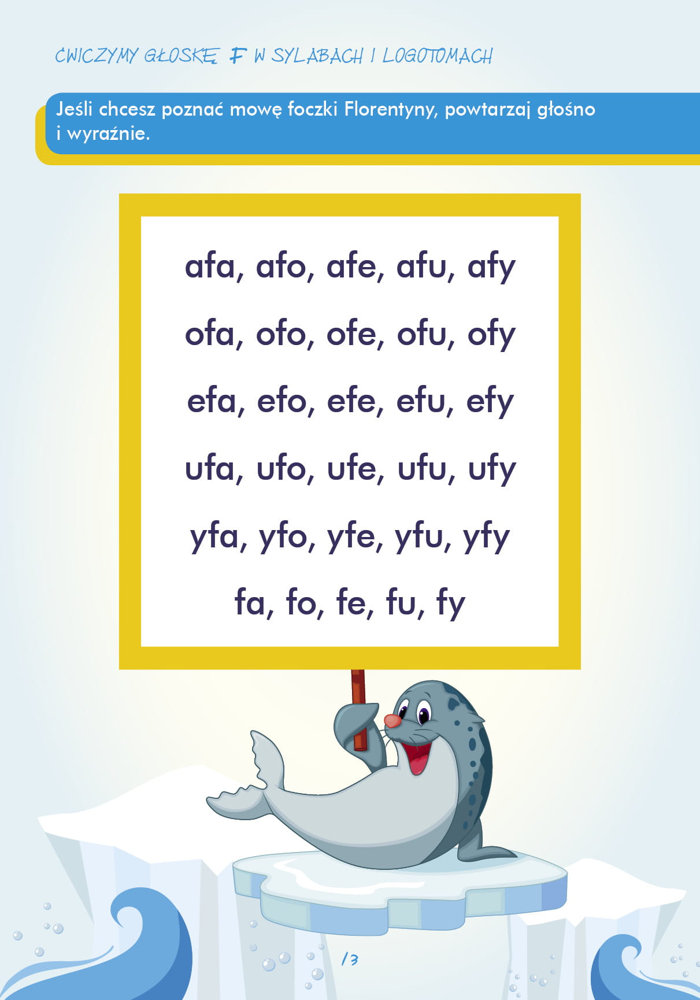 ĆWICZYMY GŁOSKĘ F W SYLABACH I LOGOTOMACH
Jeśli chcesz poznać mowę foczki Florentyny, powtarzaj głośno
i wyraźnie.
afa, afo, afe, afu, afy
ofa, ofo, ofe, ofu, ofy
efa, efo, efe, efu, efy
ufa, ufo, ufe, ufu, ufy
yfa, yfo, yfe, yfu, yfy
fa, fo, fe, fu, fy
13